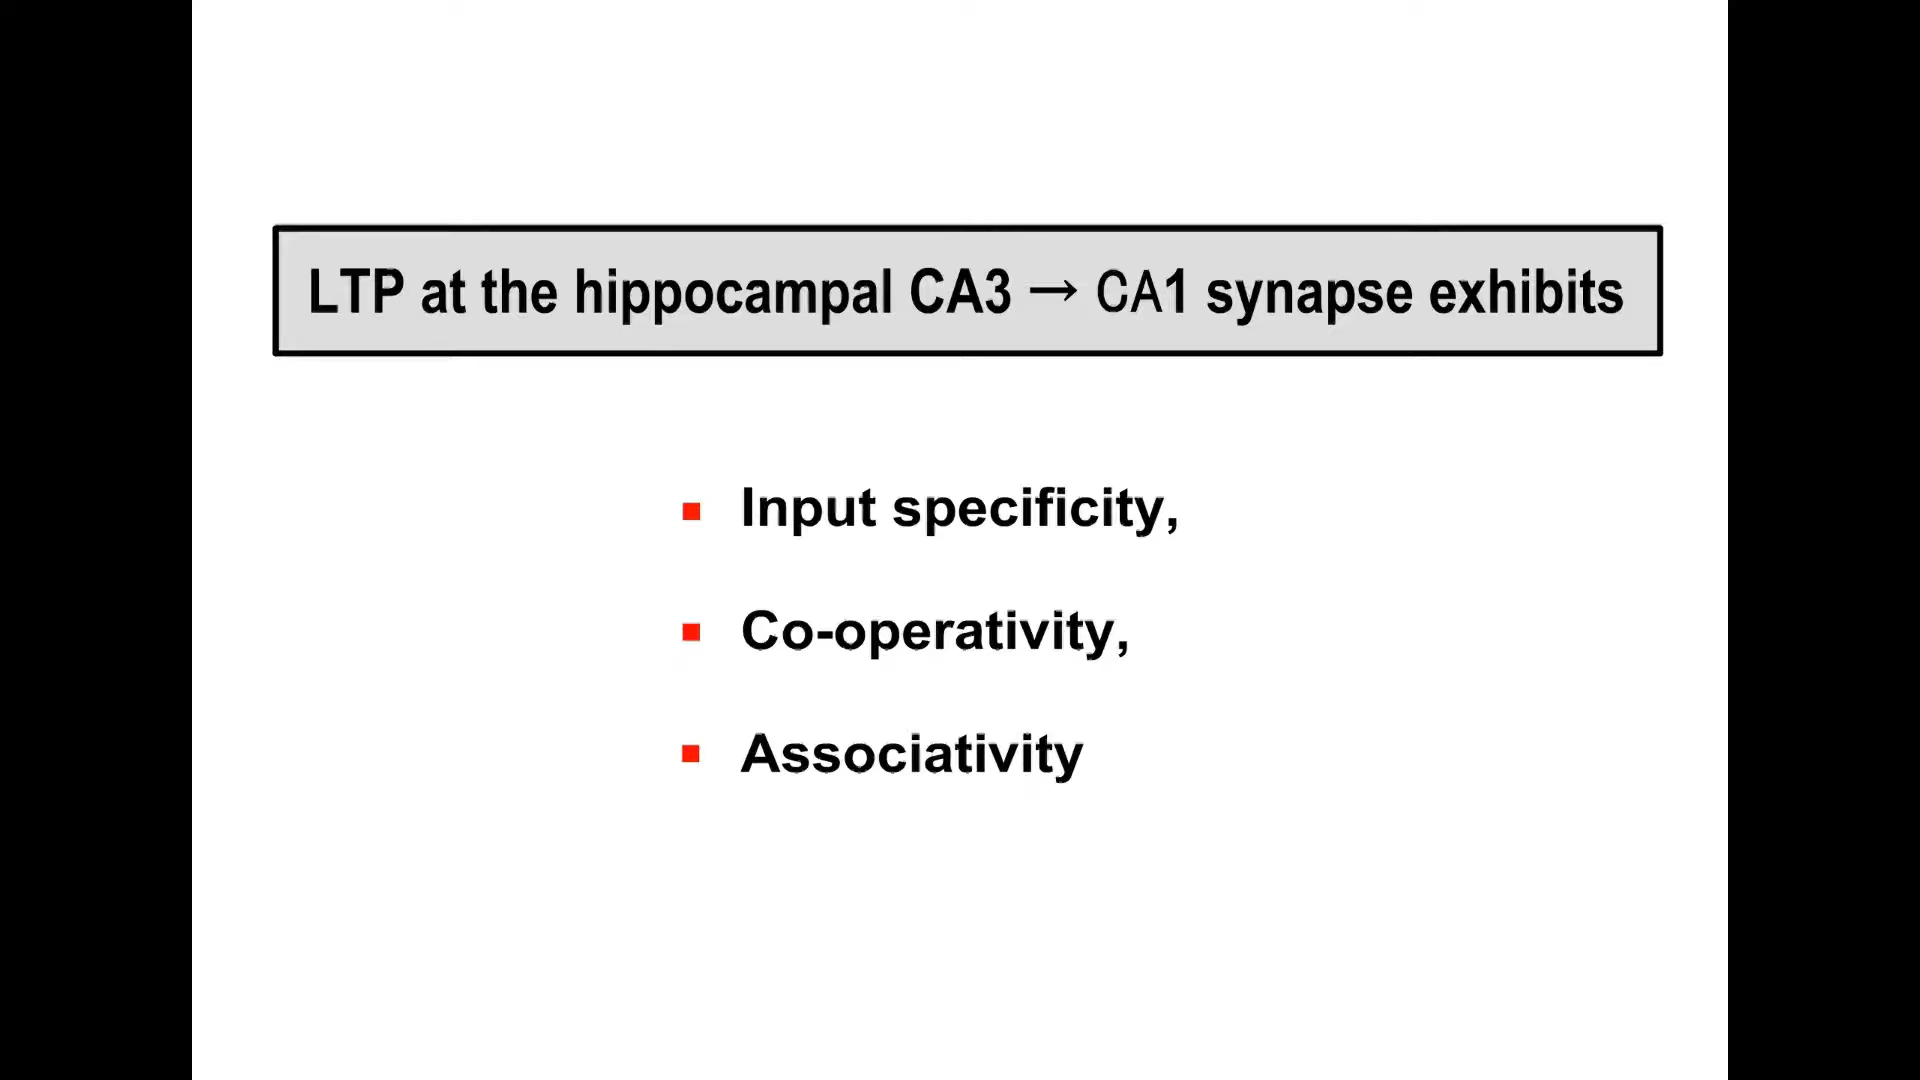 LTP at the hippocampal CA3 → CA1 synapse exhibits
▪ Input specificity,
▪ Co-operativity,
▪ Associativity